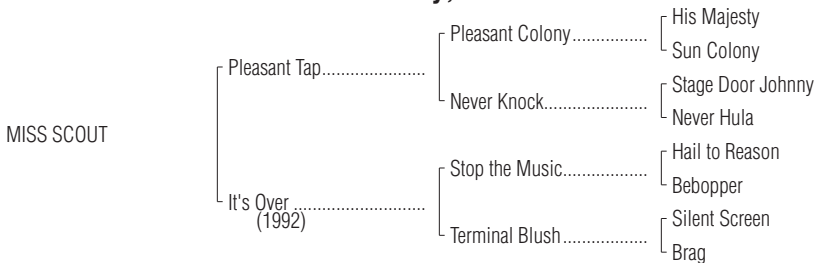 His Majesty
Pleasant Colony................
Sun Colony
Pleasant Tap......................
Stage Door Johnny
Never Knock......................
Never Hula
MISS SCOUT
Hail to Reason
Stop the Music..................
Bebopper
It's Over ............................
(1992)
Silent Screen
Terminal Blush..................
Brag